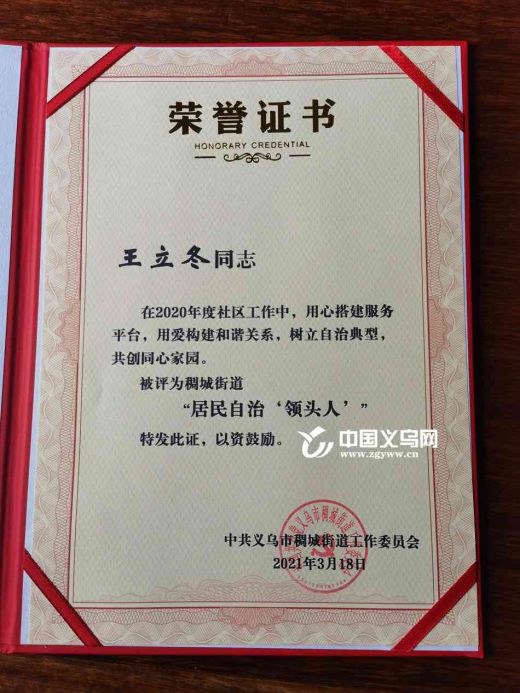 荣誉证书
HONORARY CREDENTIAL
王立冬同志
在2020年度社区工作中，用心搭建服务
平台，用爱构建和谐关系，树立自治典型，
共创同心家园。
被评为稠城街道
“居民自治‘领头人’”
特发此证，以资鼓励。
中国义乌网
www.zgyww.cn
中共义乌市稠城街道工作委员会
2021年3月18日